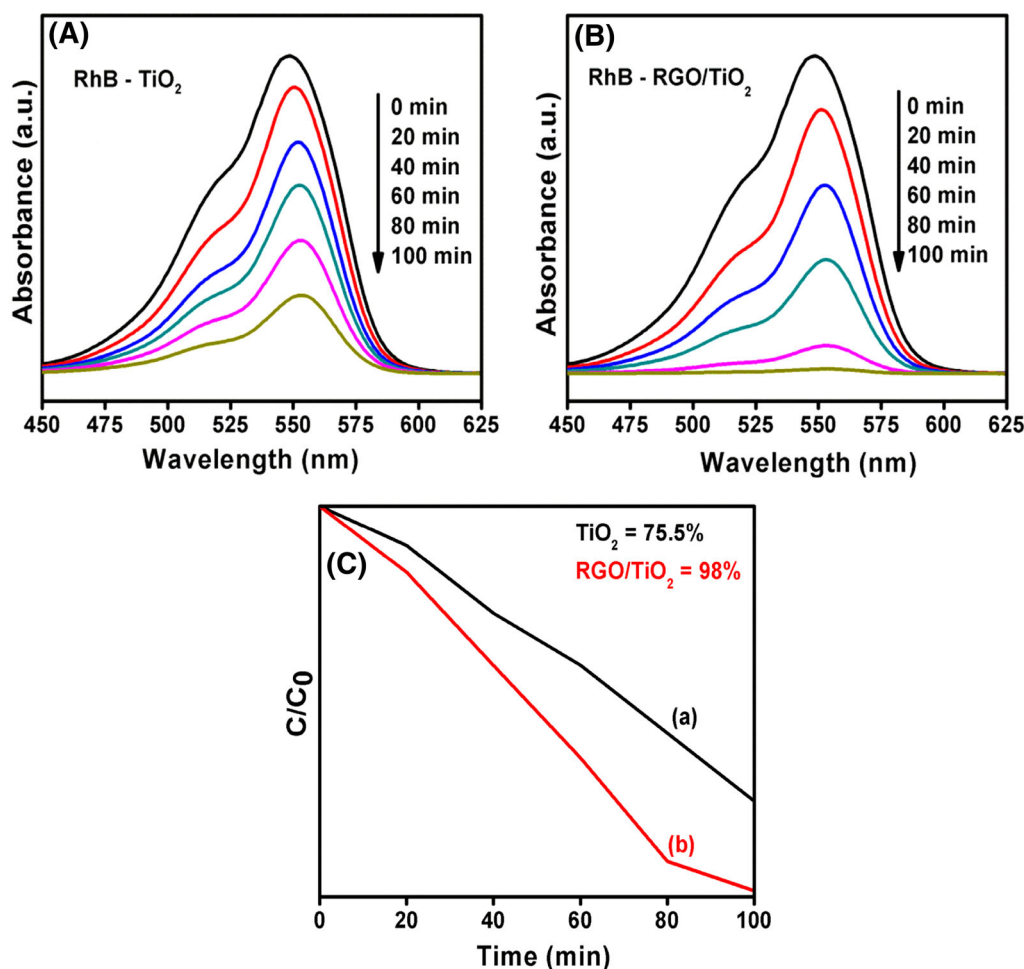 (A)
RhB - TiO₂
0 min
20 min
40 min
60 min
80 min
100 min
Absorbance (a.u.)
450 475 500 525 550 575 600 625
Wavelength (nm)
(B)
RhB - RGO/TiO₂
0 min
20 min
40 min
60 min
80 min
100 min
Absorbance (a.u.)
450 475 500 525 550 575 600 625
Wavelength (nm)
(C)
TiO₂ = 75.5%
RGO/TiO₂ = 98%
C/C₀
(a)
(b)
0 20 40 60 80 100
Time (min)